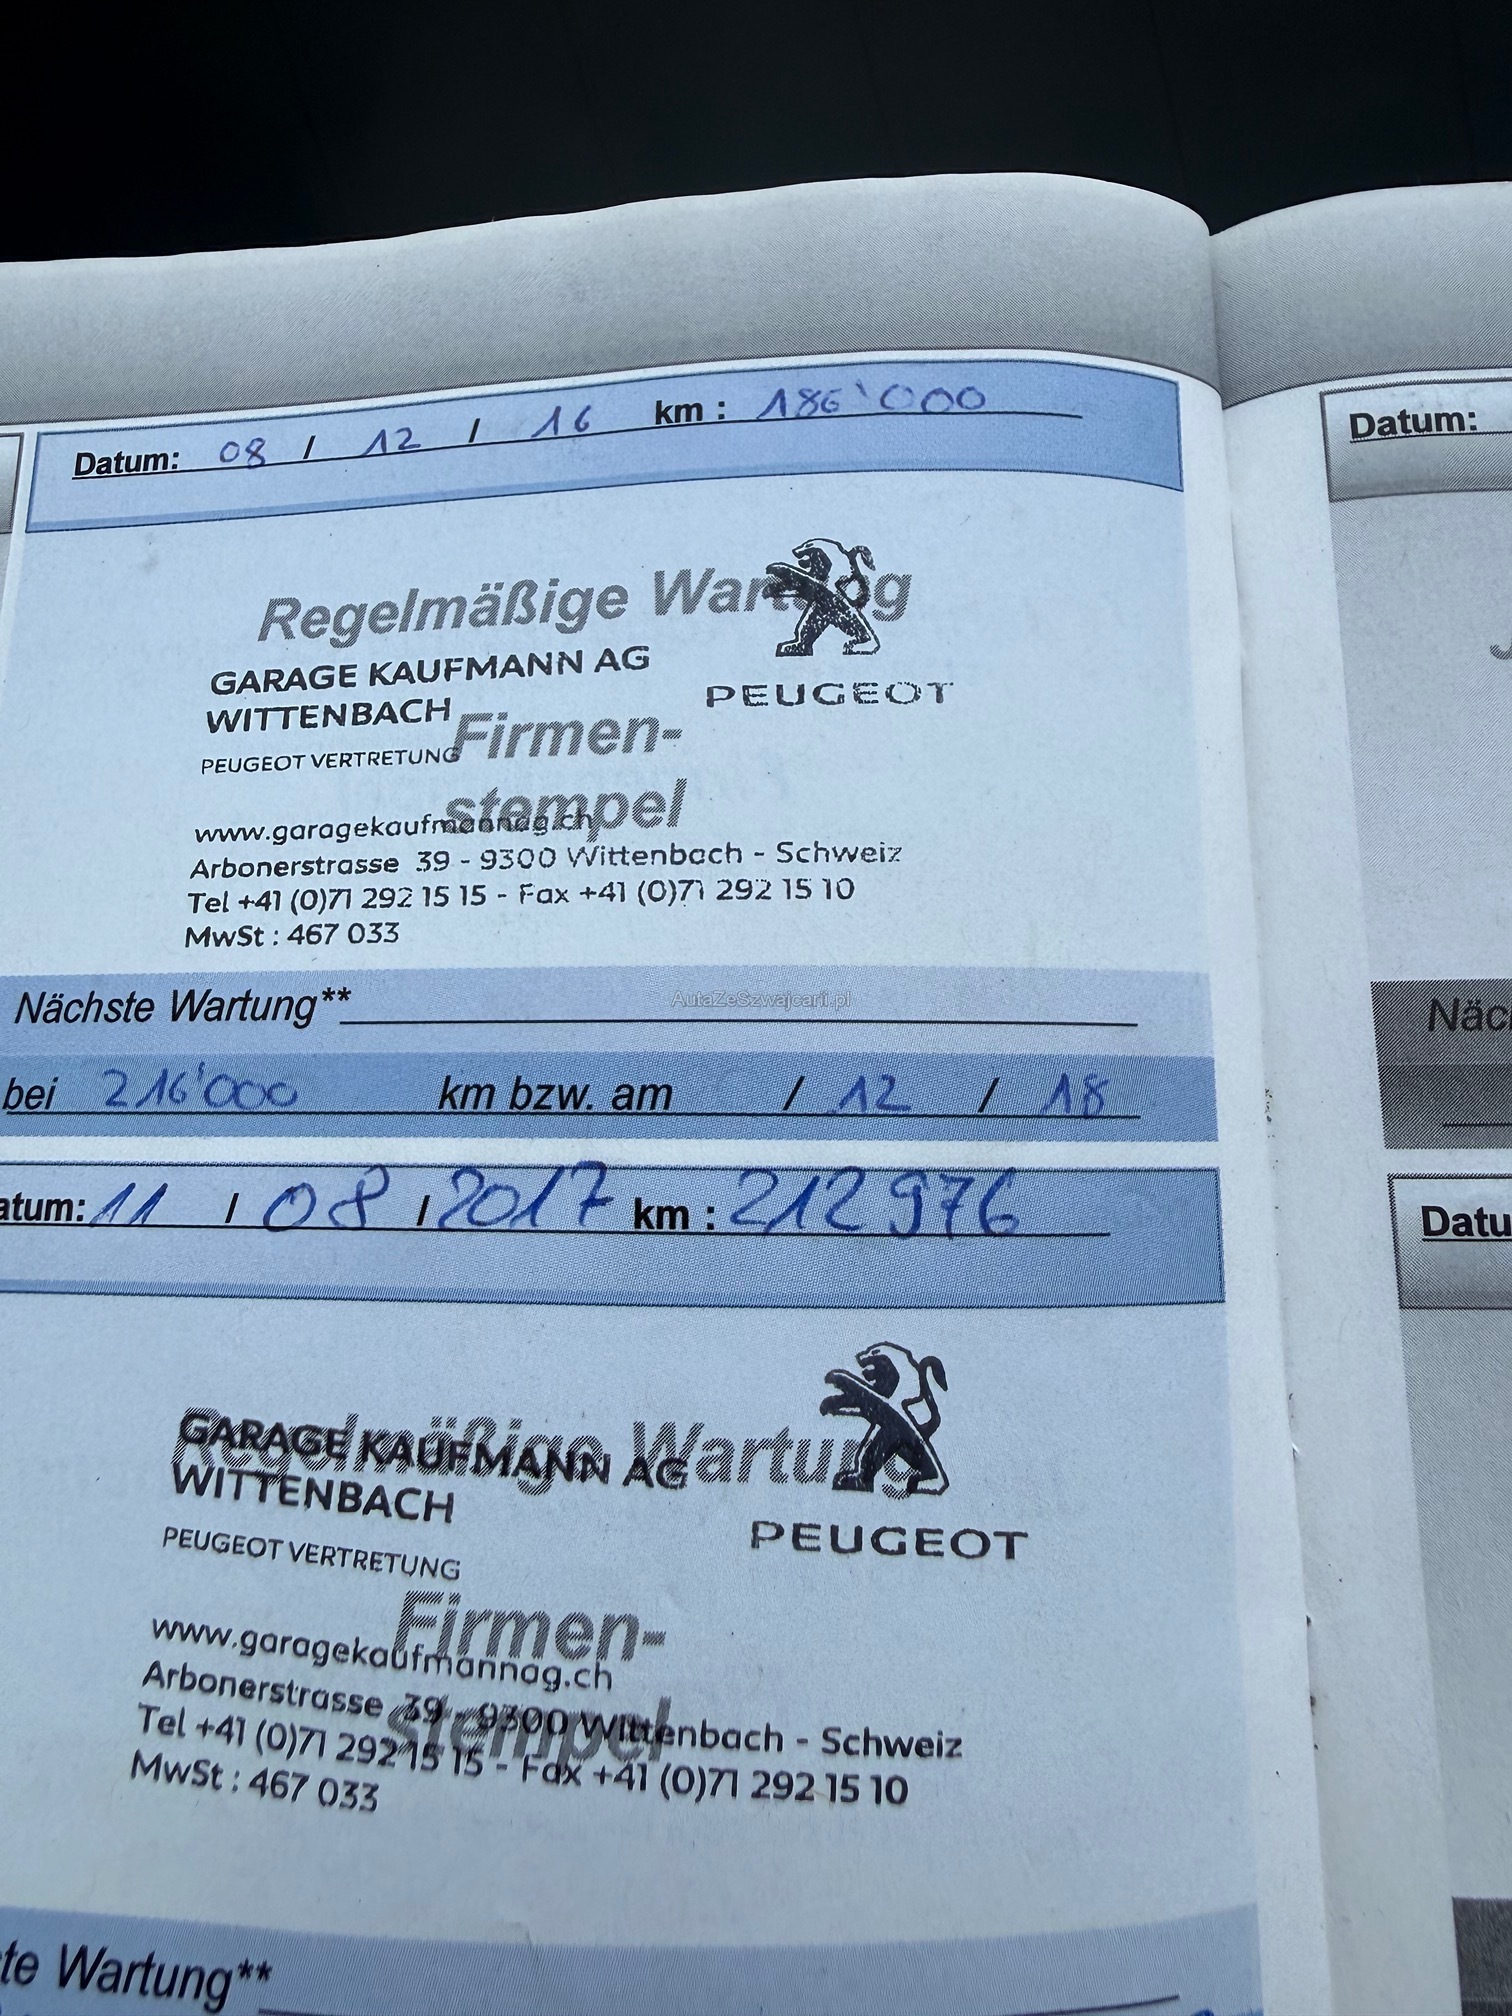 Datum: 08 / 12 / 16 km : 186'000
Datum:
Regelmäßige Wartung
GARAGE KAUFMANN AG
WITTENBACH
PEUGEOT
PEUGEOT VERTRETUNG
Firmen-
stempel
www.garagekaufmannag.ch
Arbonerstrasse 39 - 9300 Wittenbach - Schweiz
Tel +41 (0)71 292 15 15 - Fax +41 (0)71 292 15 10
MwSt : 467 033
Nächste Wartung**
AutaZeSzwajcarii.pl
Näc
bei 216'000 km bzw. am / 12 / 18
atum: 11 / 08 / 2017 km : 212976
Datu
Regelmäßige Wartung
GARAGE KAUFMANN AG
WITTENBACH
PEUGEOT
PEUGEOT VERTRETUNG
Firmen-
stempel
www.garagekaufmannag.ch
Arbonerstrasse 39 - 9300 Wittenbach - Schweiz
Tel +41 (0)71 292 15 15 - Fax +41 (0)71 292 15 10
MwSt : 467 033
te Wartung**